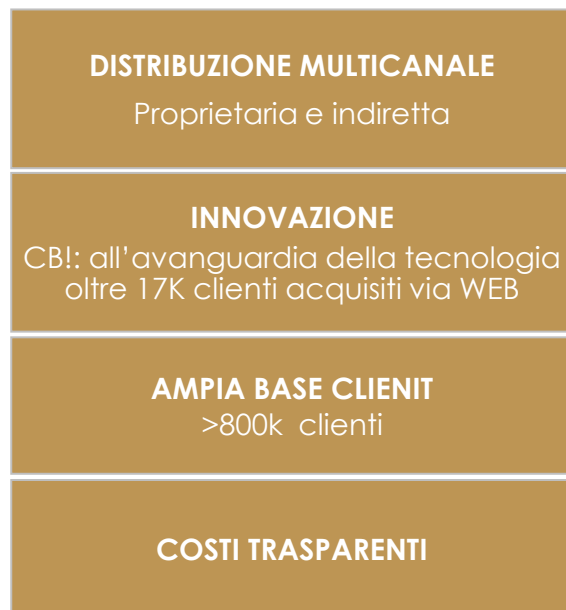 DISTRIBUZIONE MULTICANALE
Proprietaria e indiretta
INNOVAZIONE
CB!: all’avanguardia della tecnologia
oltre 17K clienti acquisiti via WEB
AMPIA BASE CLIENIT
>800k clienti
COSTI TRASPARENTI